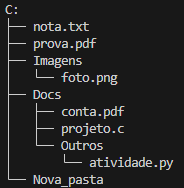 C:
├── nota.txt
├── prova.pdf
├── Imagens
│   └── foto.png
├── Docs
│   ├── conta.pdf
│   ├── projeto.c
│   └── Outros
│       └── atividade.py
└── Nova_pasta